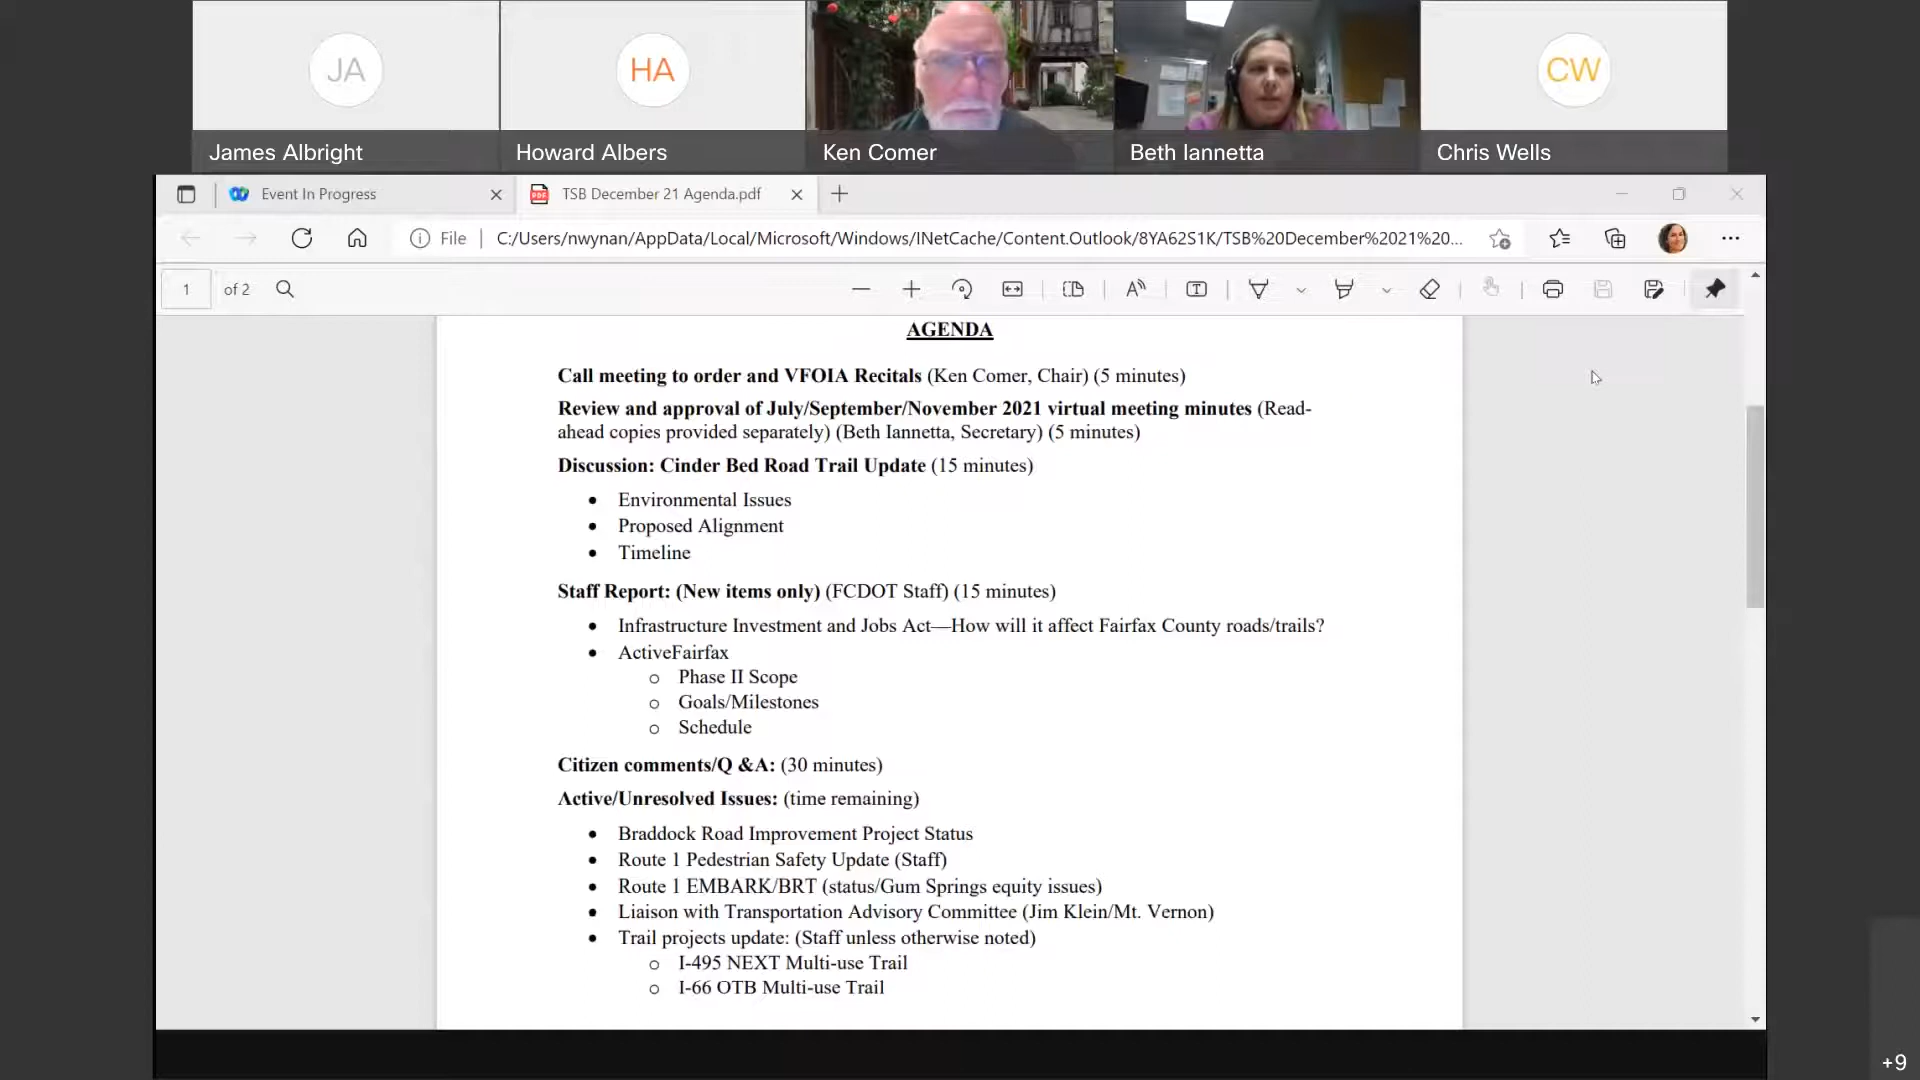 JA
HA
CW
James Albright
Howard Albers
Ken Comer
Beth Iannetta
Chris Wells
Event In Progress
TSB December 21 Agenda.pdf
File
C:/Users/nwynan/AppData/Local/Microsoft/Windows/INetCache/Content.Outlook/8YA62S1K/TSB%20December%2021%20...
1 of 2
AGENDA
Call meeting to order and VFOIA Recitals (Ken Comer, Chair) (5 minutes)
Review and approval of July/September/November 2021 virtual meeting minutes (Read-
ahead copies provided separately) (Beth Iannetta, Secretary) (5 minutes)
Discussion: Cinder Bed Road Trail Update (15 minutes)
• Environmental Issues
• Proposed Alignment
• Timeline
Staff Report: (New items only) (FCDOT Staff) (15 minutes)
• Infrastructure Investment and Jobs Act—How will it affect Fairfax County roads/trails?
• ActiveFairfax
o Phase II Scope
o Goals/Milestones
o Schedule
Citizen comments/Q &A: (30 minutes)
Active/Unresolved Issues: (time remaining)
• Braddock Road Improvement Project Status
• Route 1 Pedestrian Safety Update (Staff)
• Route 1 EMBARK/BRT (status/Gum Springs equity issues)
• Liaison with Transportation Advisory Committee (Jim Klein/Mt. Vernon)
• Trail projects update: (Staff unless otherwise noted)
o I-495 NEXT Multi-use Trail
o I-66 OTB Multi-use Trail
+9